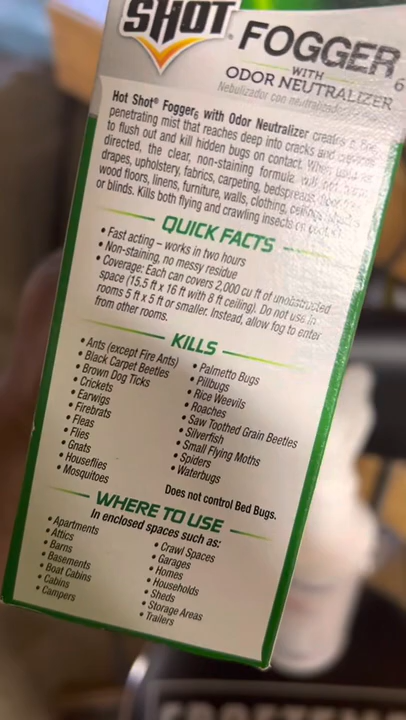 SHOT®
FOGGER 6
WITH
ODOR NEUTRALIZER
Nebulizador con neutralizador
Hot Shot® Fogger6 with Odor Neutralizer creates a
penetrating mist that reaches deep into cracks and crevices
to flush out and kill hidden bugs on contact. When used as
directed, the clear, non-staining formula will not
drapes, upholstery, fabrics, carpeting, bedspreads,
wood floors, linens, furniture, walls, clothing,
or blinds. Kills both flying and crawling insects on contact.
QUICK FACTS
• Fast acting – works in two hours
• Non-staining, no messy residue
• Coverage: Each can covers 2,000 cu ft of unobstructed
space (15.5 ft x 16 ft with 8 ft ceiling). Do not use in
rooms 5 ft x 5 ft or smaller. Instead, allow fog to enter
from other rooms.
KILLS
• Ants (except Fire Ants)
• Black Carpet Beetles
• Brown Dog Ticks
• Crickets
• Earwigs
• Firebrats
• Fleas
• Flies
• Gnats
• Houseflies
• Mosquitoes
• Palmetto Bugs
• Pillbugs
• Rice Weevils
• Roaches
• Saw Toothed Grain Beetles
• Silverfish
• Small Flying Moths
• Spiders
• Waterbugs
Does not control Bed Bugs.
WHERE TO USE
In enclosed spaces such as:
• Apartments
• Attics
• Barns
• Basements
• Boat Cabins
• Cabins
• Campers
• Crawl Spaces
• Garages
• Homes
• Households
• Sheds
• Storage Areas
• Trailers